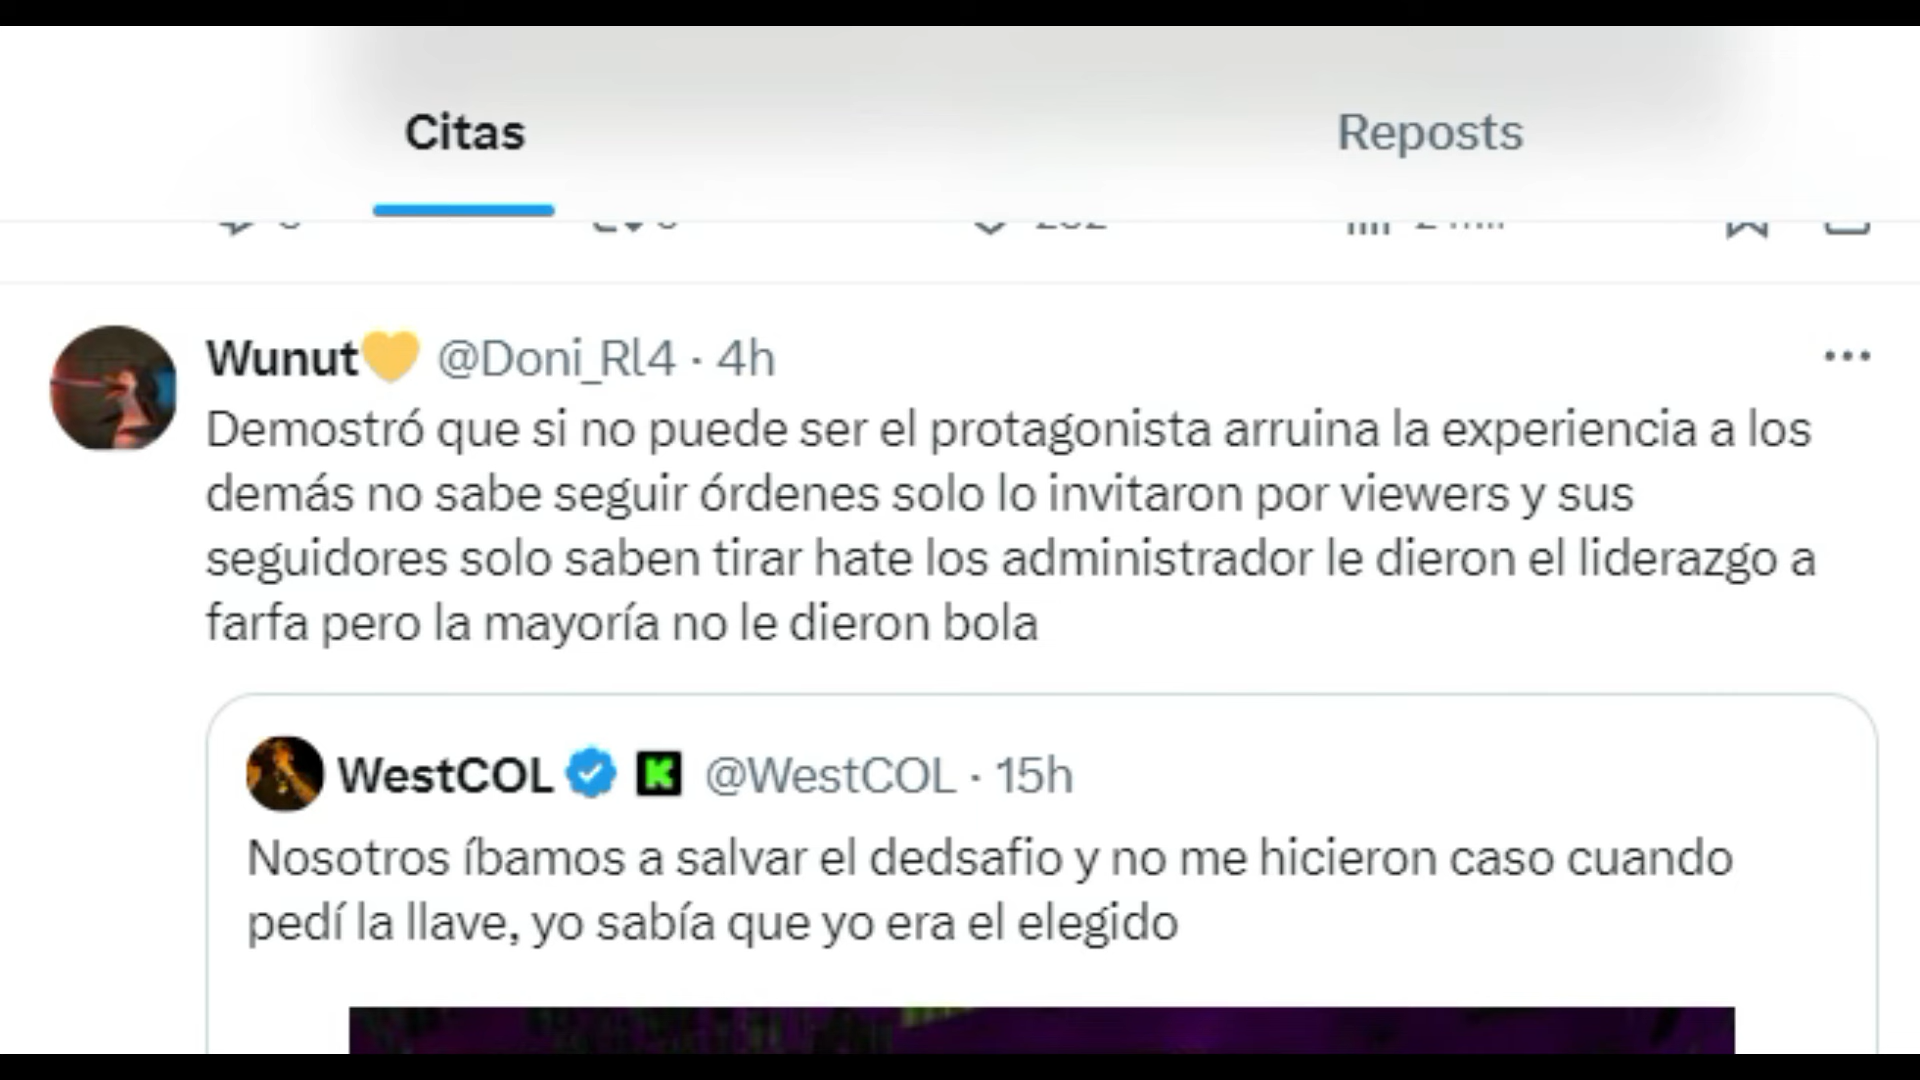 Citas
Reposts
Wunut💛 @Doni_Rl4 · 4h
Demostró que si no puede ser el protagonista arruina la experiencia a los
demás no sabe seguir órdenes solo lo invitaron por viewers y sus
seguidores solo saben tirar hate los administrador le dieron el liderazgo a
farfa pero la mayoría no le dieron bola
WestCOL K @WestCOL · 15h
Nosotros íbamos a salvar el dedsafio y no me hicieron caso cuando
pedí la llave, yo sabía que yo era el elegido